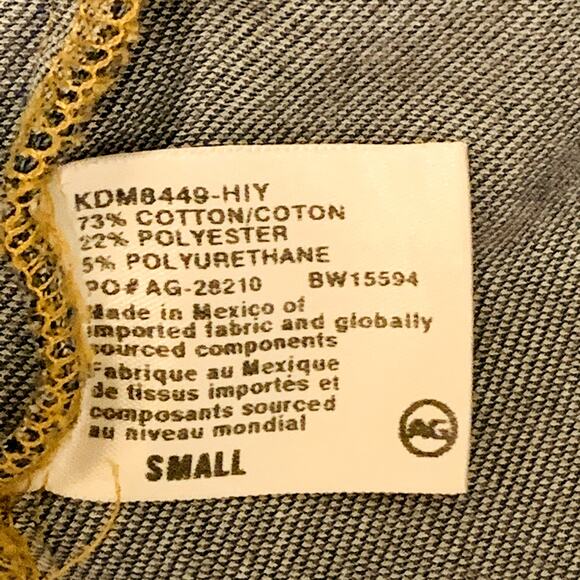 KDM8449-HIY
73% COTTON/COTON
22% POLYESTER
5% POLYURETHANE
PO# AG-28210 BW15594
Made in Mexico of
imported fabric and globally
sourced components
Fabrique au Mexique
de tissus importés et
composants sourced
au niveau mondial
AG
SMALL